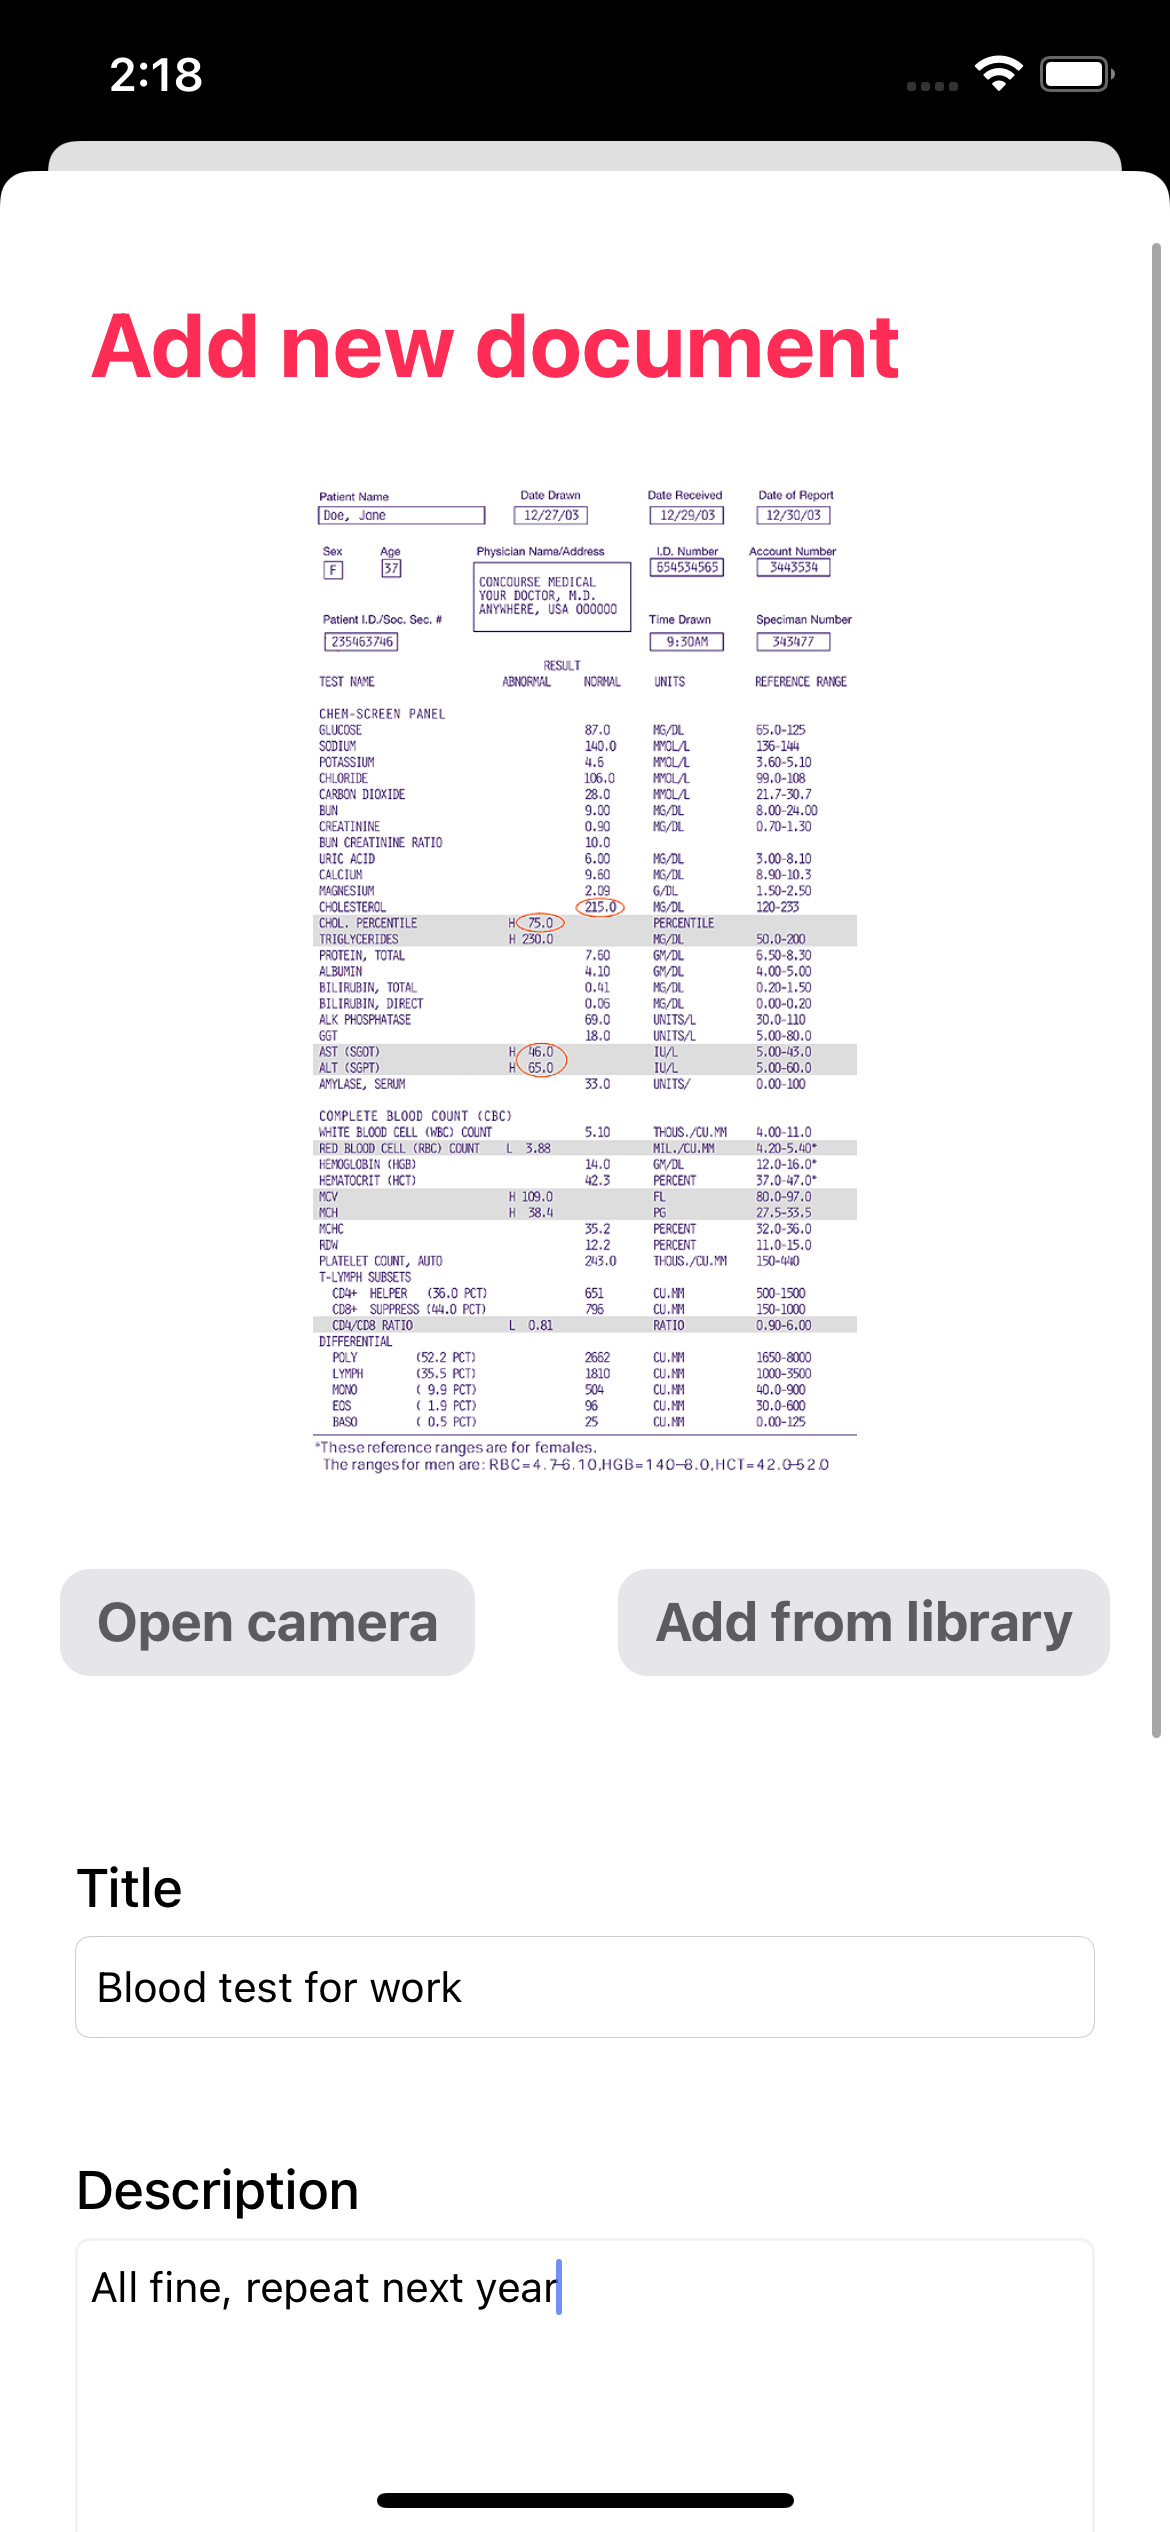 2:18
Add new document
Patient Name Date Drawn Date Received Date of Report
Doe, Jane 12/27/03 12/29/03 12/30/03
Sex Age Physician Name/Address I.D. Number Account Number
F 37 CONCOURSE MEDICAL 654534565 3443534
YOUR DOCTOR, M.D.
ANYWHERE, USA 000000
Patient I.D./Soc. Sec. # Time Drawn Speciman Number
235463746 9:30AM 343477
RESULT
TEST NAME ABNORMAL NORMAL UNITS REFERENCE RANGE
CHEM-SCREEN PANEL
GLUCOSE 87.0 MG/DL 65.0-125
SODIUM 140.0 MMOL/L 136-144
POTASSIUM 4.6 MMOL/L 3.60-5.10
CHLORIDE 106.0 MMOL/L 99.0-108
CARBON DIOXIDE 28.0 MMOL/L 21.7-30.7
BUN 9.00 MG/DL 8.00-24.00
CREATININE 0.90 MG/DL 0.70-1.30
BUN CREATININE RATIO 10.0
URIC ACID 6.00 MG/DL 3.00-8.10
CALCIUM 9.60 MG/DL 8.90-10.3
MAGNESIUM 2.09 G/DL 1.50-2.50
CHOLESTEROL 215.0 MG/DL 120-233
CHOL. PERCENTILE H 75.0 PERCENTILE
TRIGLYCERIDES H 230.0 MG/DL 50.0-200
PROTEIN, TOTAL 7.60 GM/DL 6.50-8.30
ALBUMIN 4.10 GM/DL 4.00-5.00
BILIRUBIN, TOTAL 0.41 MG/DL 0.20-1.50
BILIRUBIN, DIRECT 0.06 MG/DL 0.00-0.20
ALK PHOSPHATASE 69.0 UNITS/L 30.0-110
GGT 18.0 UNITS/L 5.00-80.0
AST (SGOT) H 46.0 IU/L 5.00-43.0
ALT (SGPT) H 65.0 IU/L 5.00-60.0
AMYLASE, SERUM 33.0 UNITS/ 0.00-100
COMPLETE BLOOD COUNT (CBC)
WHITE BLOOD CELL (WBC) COUNT 5.10 THOUS./CU.MM 4.00-11.0
RED BLOOD CELL (RBC) COUNT L 3.88 MIL./CU.MM 4.20-5.40*
HEMOGLOBIN (HGB) 14.0 GM/DL 12.0-16.0*
HEMATOCRIT (HCT) 42.3 PERCENT 37.0-47.0*
MCV H 109.0 FL 80.0-97.0
MCH H 38.4 PG 27.5-33.5
MCHC 35.2 PERCENT 32.0-36.0
RDW 12.2 PERCENT 11.0-15.0
PLATELET COUNT, AUTO 243.0 THOUS./CU.MM 150-440
T-LYMPH SUBSETS
CD4+ HELPER (36.0 PCT) 651 CU.MM 500-1500
CD8+ SUPPRESS (44.0 PCT) 796 CU.MM 150-1000
CD4/CD8 RATIO L 0.81 RATIO 0.90-6.00
DIFFERENTIAL
POLY (52.2 PCT) 2662 CU.MM 1650-8000
LYMPH (35.5 PCT) 1810 CU.MM 1000-3500
MONO ( 9.9 PCT) 504 CU.MM 40.0-900
EOS ( 1.9 PCT) 96 CU.MM 30.0-600
BASO ( 0.5 PCT) 25 CU.MM 0.00-125
*These reference ranges are for females.
The ranges for men are: RBC=4.7-6.10,HGB=140-8.0,HCT=42.0-52.0
Open camera Add from library
Title
Blood test for work
Description
All fine, repeat next year